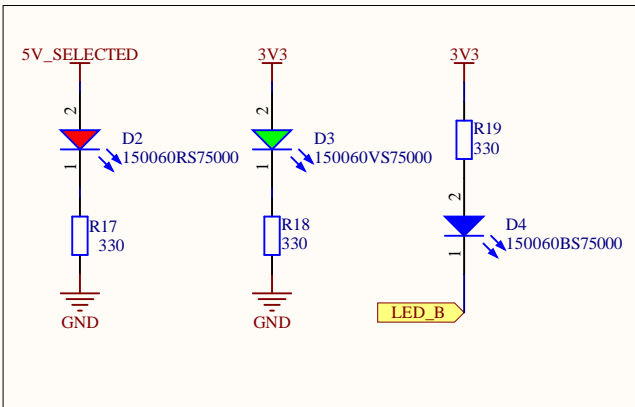 5V_SELECTED
2
D2
150060RS75000
1
R17
330
GND
3V3
2
D3
150060VS75000
1
R18
330
GND
3V3
R19
330
2
D4
150060BS75000
1
LED_B